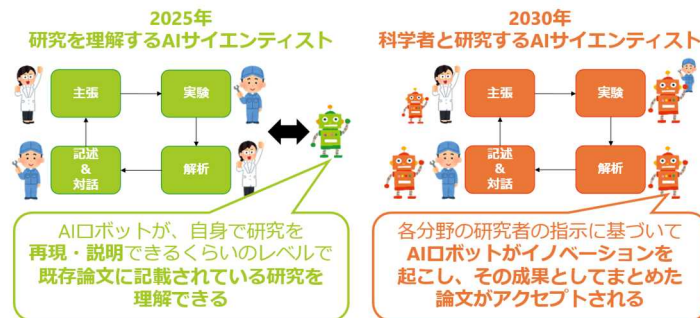 2025年
研究を理解するAIサイエンティスト
主張
実験
記述
&
対話
解析
AIロボットが、自身で研究を
再現・説明できるくらいのレベルで
既存論文に記載されている研究を
理解できる
2030年
科学者と研究するAIサイエンティスト
主張
実験
記述
&
対話
解析
各分野の研究者の指示に基づいて
AIロボットがイノベーションを
起こし、その成果としてまとめた
論文がアクセプトされる